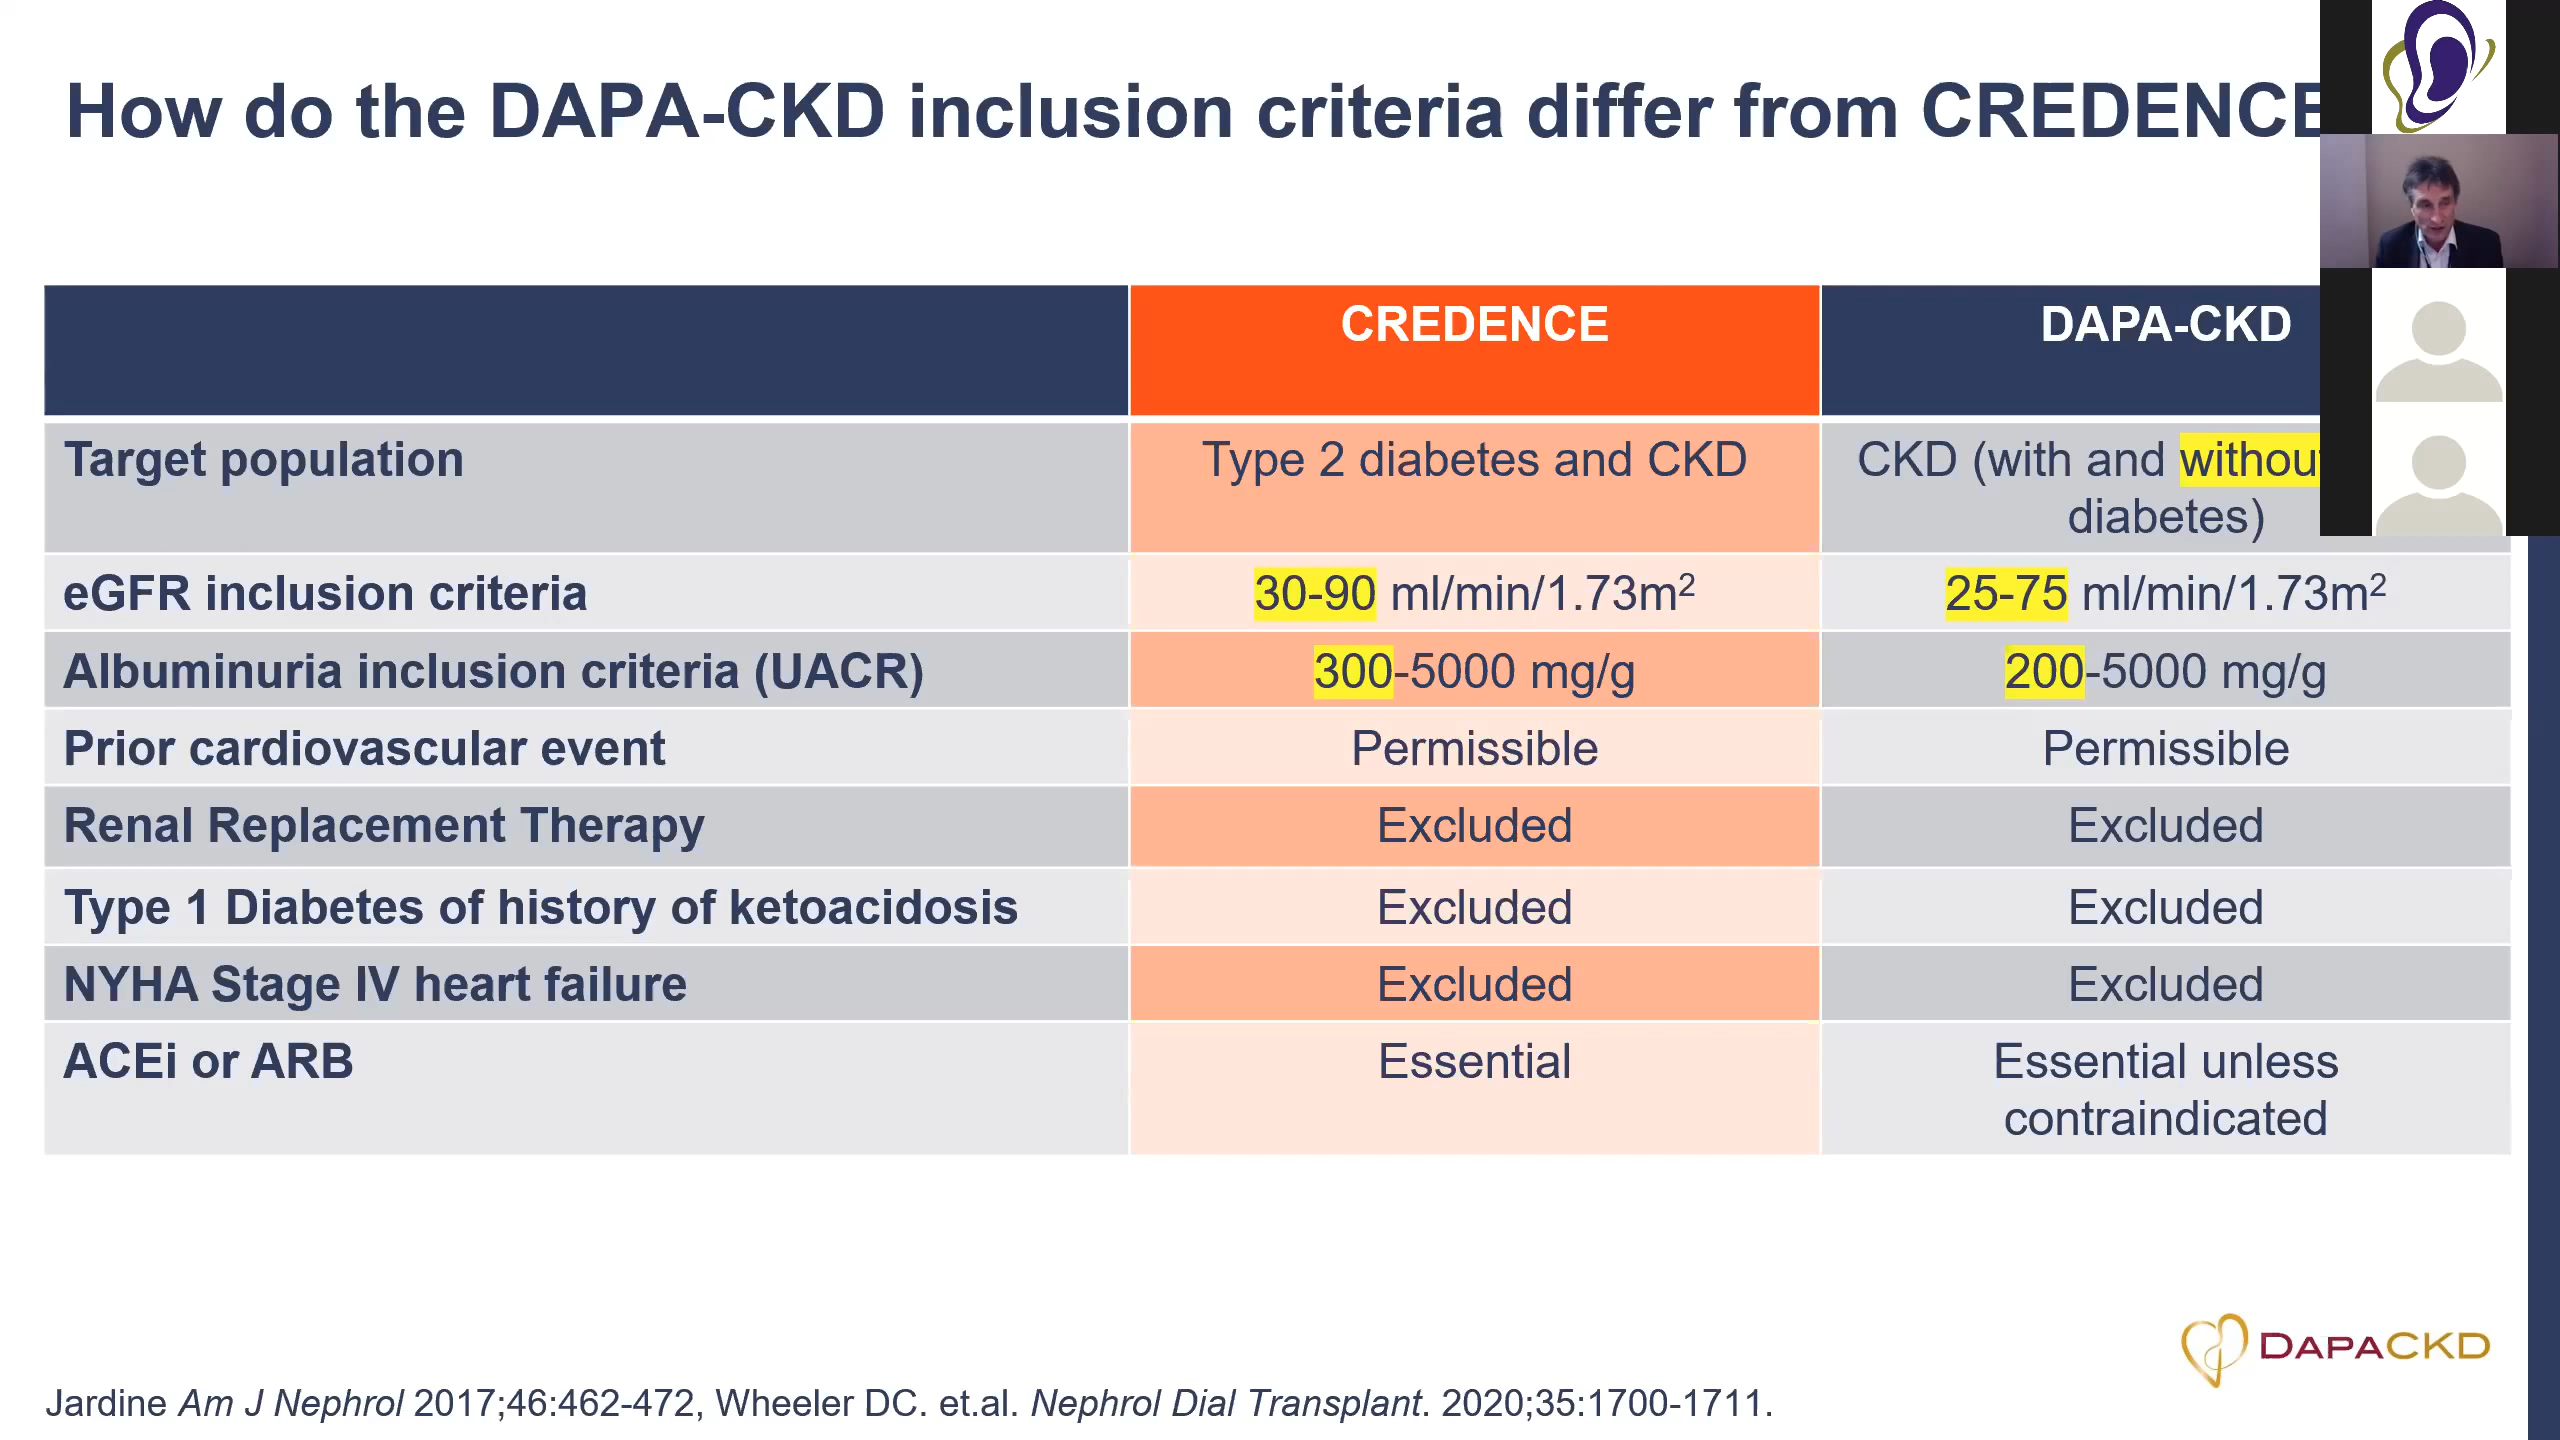 How do the DAPA-CKD inclusion criteria differ from CREDENCE
CREDENCE DAPA-CKD
Target population Type 2 diabetes and CKD CKD (with and
diabetes)
eGFR inclusion criteria 30-90 ml/min/1.73m² 25-75 ml/min/1.73m²
Albuminuria inclusion criteria (UACR) 300-5000 mg/g 200-5000 mg/g
Prior cardiovascular event Permissible Permissible
Renal Replacement Therapy Excluded Excluded
Type 1 Diabetes of history of ketoacidosis Excluded Excluded
NYHA Stage IV heart failure Excluded Excluded
ACEi or ARB Essential Essential unless
contraindicated
DAPACKD
Jardine Am J Nephrol 2017;46:462-472, Wheeler DC. et.al. Nephrol Dial Transplant. 2020;35:1700-1711.